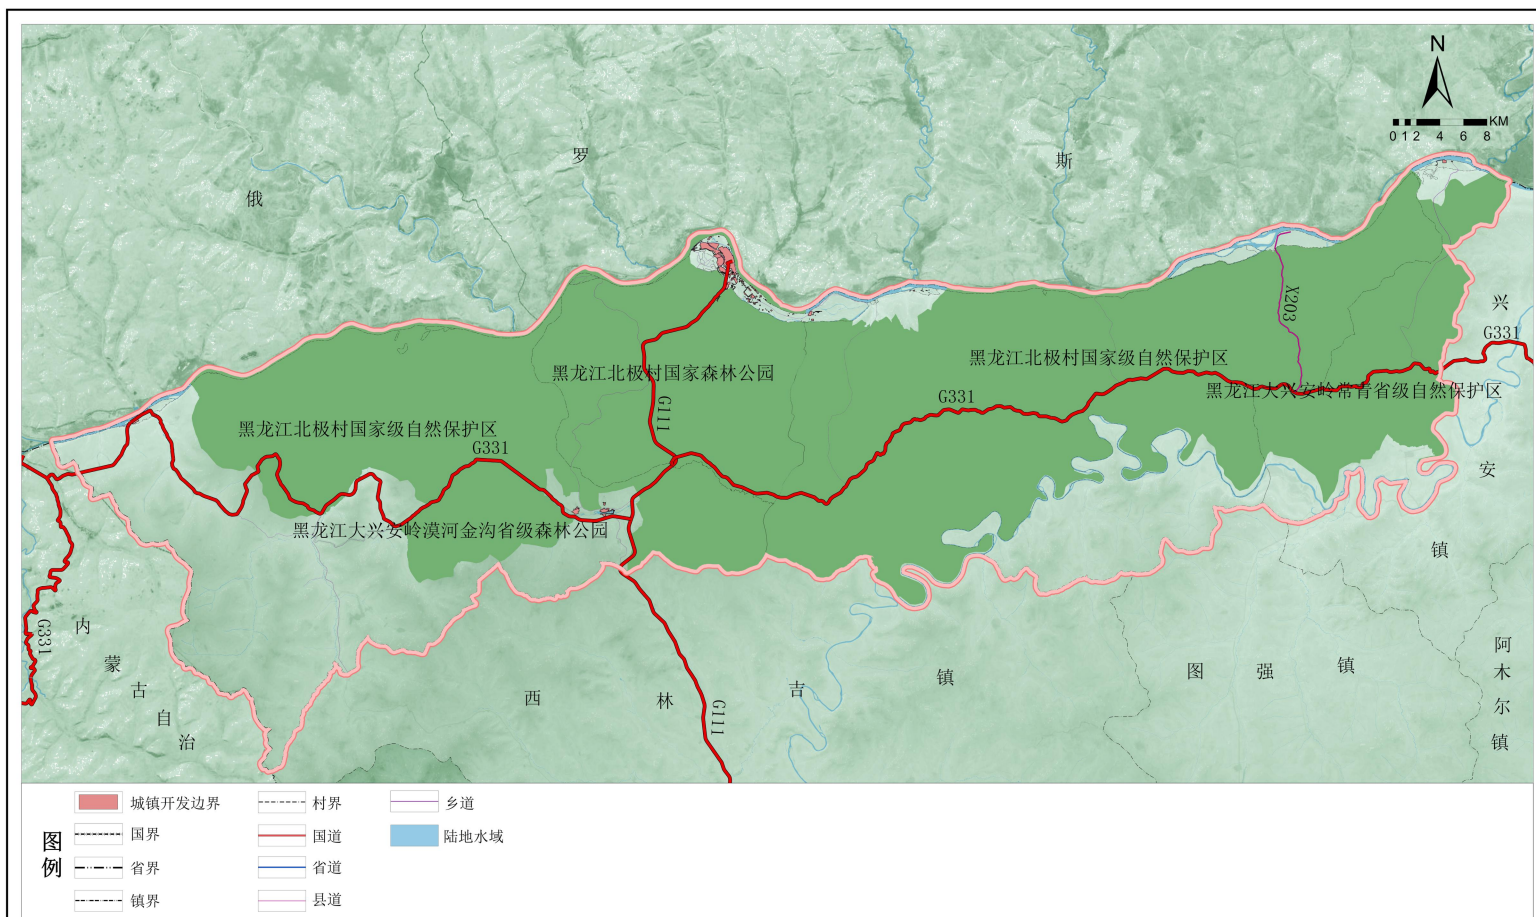 N
KM
0 1 2 4 6 8
俄
罗
斯
兴
G331
X203
黑龙江北极村国家级自然保护区
黑龙江北极村国家森林公园
黑龙江大兴安岭常青省级自然保护区
G331
G111
黑龙江北极村国家级自然保护区
G331
安
黑龙江大兴安岭漠河金沟省级森林公园
镇
G331
内
蒙
古
自
治
西
林
吉
镇
图
强
镇
阿
木
尔
镇
G111
图例
城镇开发边界
国界
省界
镇界
村界
国道
省道
县道
乡道
陆地水域